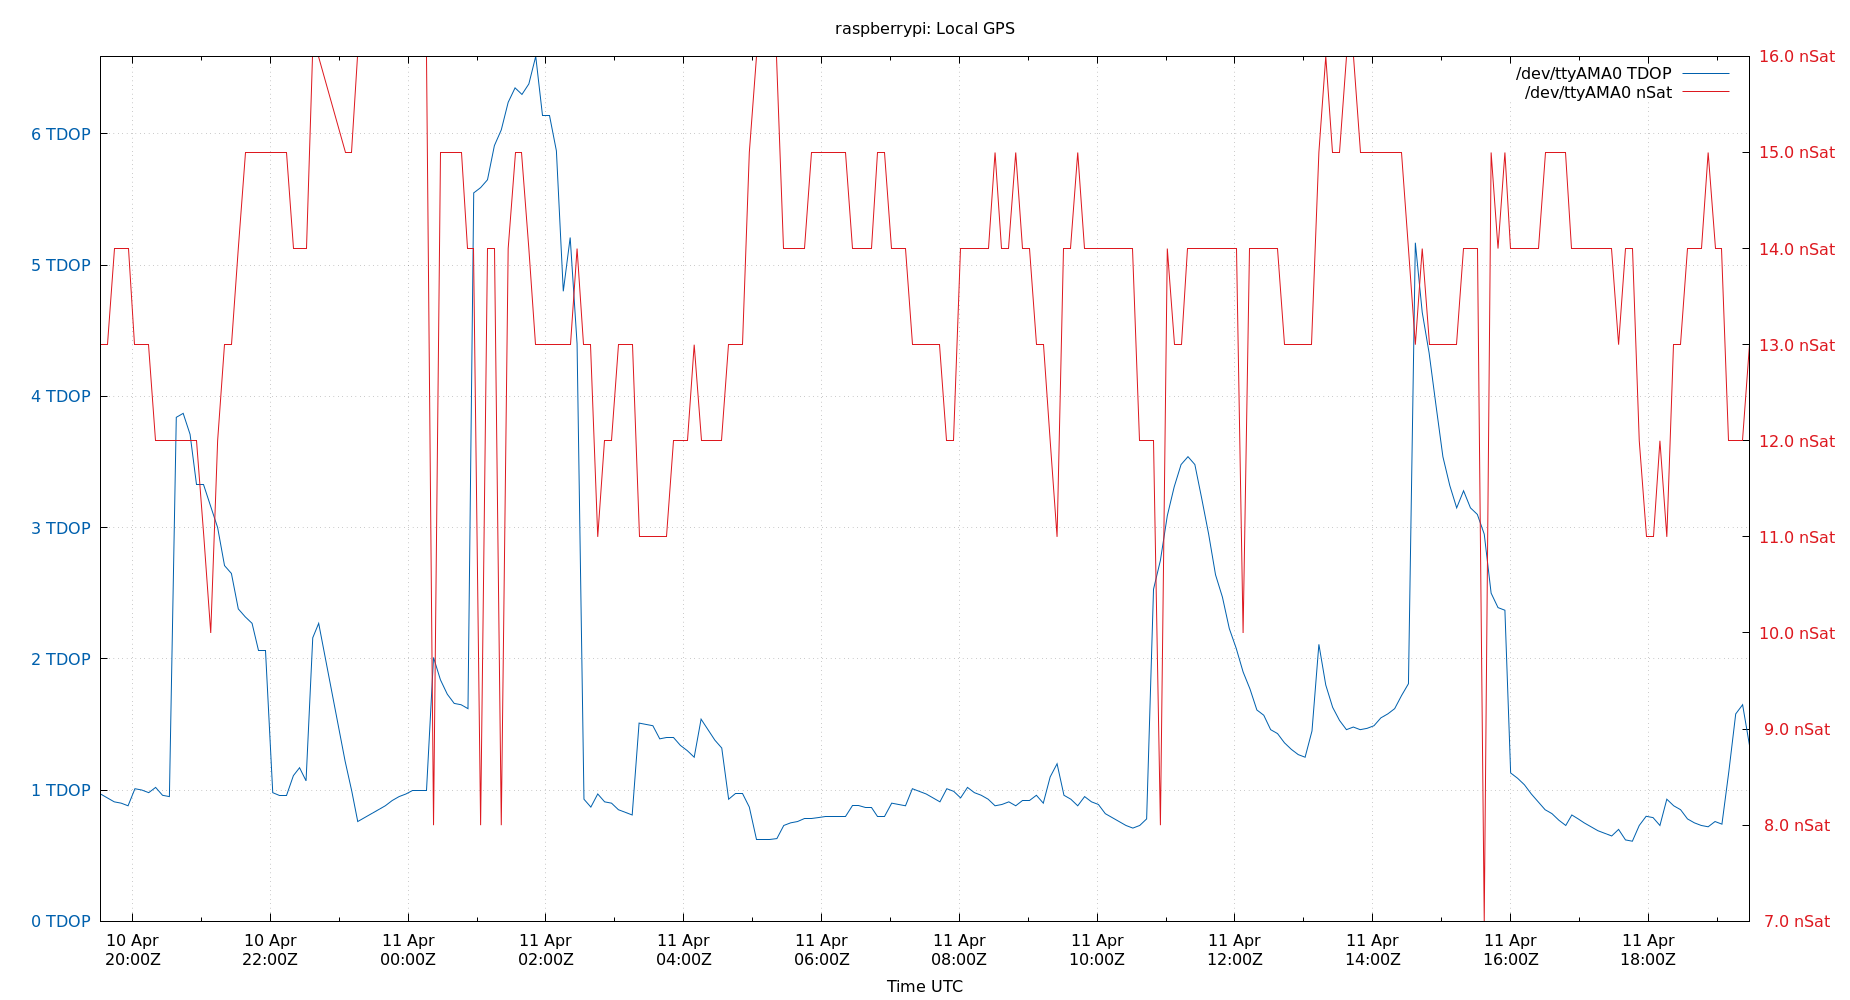 raspberrypi: Local GPS
16.0 nSat
/dev/ttyAMA0 TDOP
/dev/ttyAMA0 nSat
6 TDOP
15.0 nSat
14.0 nSat
5 TDOP
13.0 nSat
4 TDOP
12.0 nSat
3 TDOP
11.0 nSat
10.0 nSat
2 TDOP
9.0 nSat
1 TDOP
8.0 nSat
0 TDOP
7.0 nSat
10 Apr 10 Apr 11 Apr 11 Apr 11 Apr 11 Apr 11 Apr 11 Apr 11 Apr 11 Apr 11 Apr 11 Apr
20:00Z 22:00Z 00:00Z 02:00Z 04:00Z 06:00Z 08:00Z 10:00Z 12:00Z 14:00Z 16:00Z 18:00Z
Time UTC